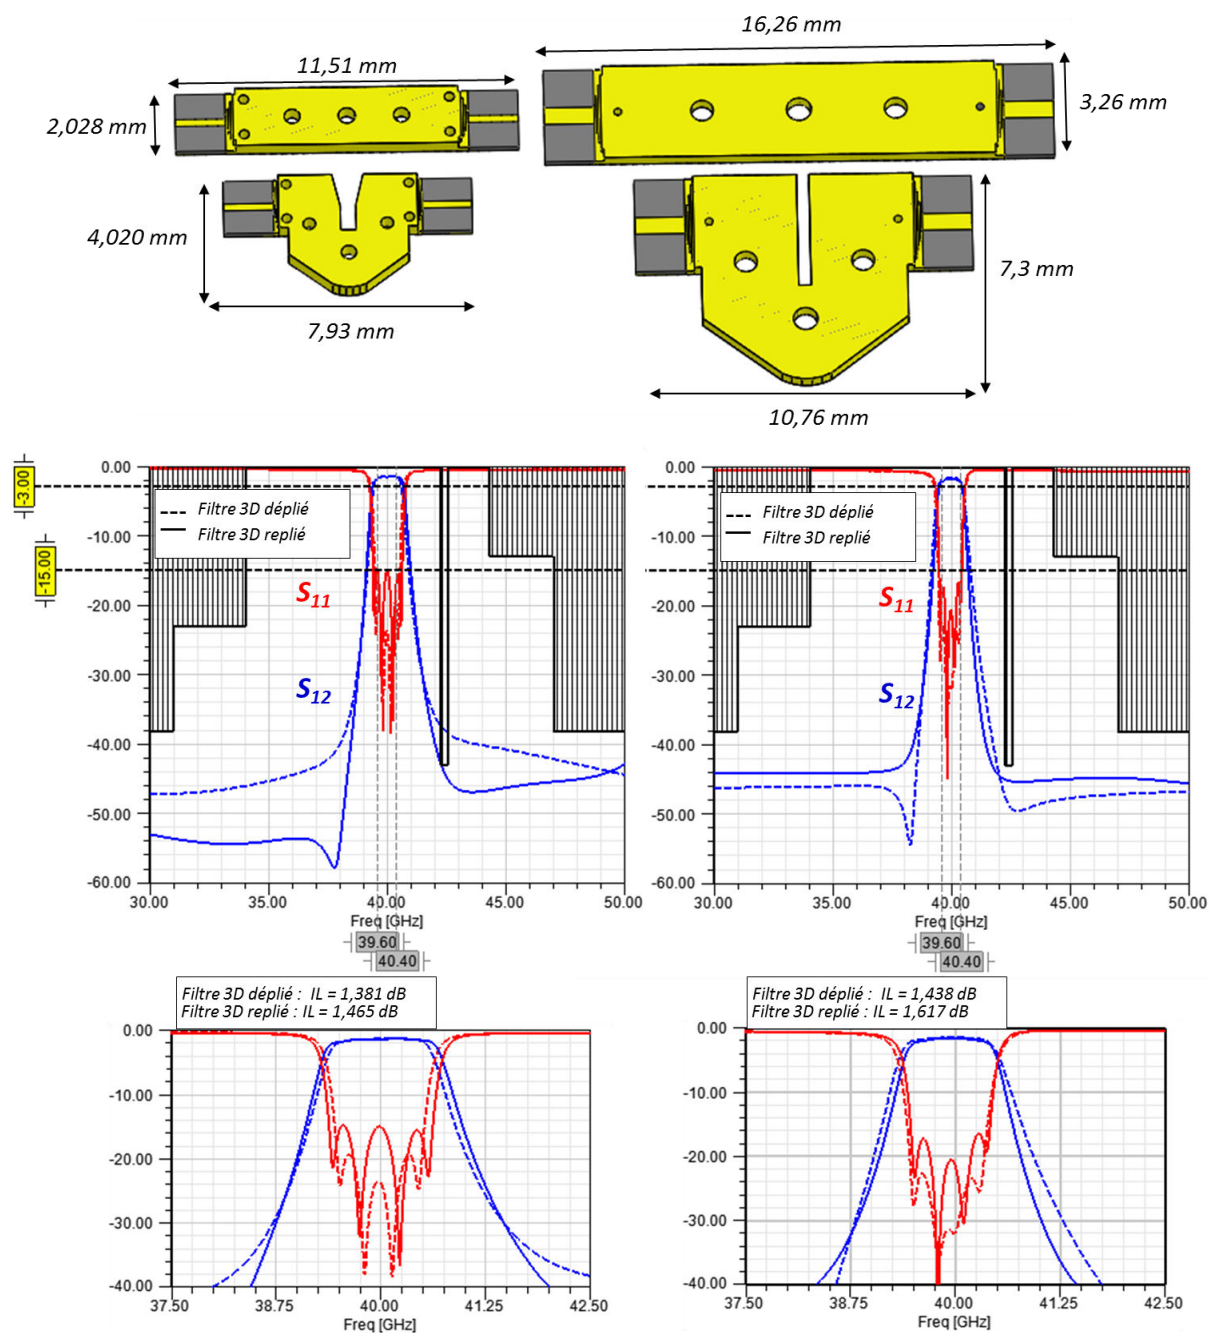 16,26 mm
11,51 mm
3,26 mm
2,028 mm
4,020 mm
7,3 mm
7,93 mm
10,76 mm
-3.00
-15.00
0.00
-10.00
-20.00
-30.00
-40.00
-50.00
-60.00
Filtre 3D déplié
Filtre 3D replié
S11
S12
30.00 35.00 40.00 45.00 50.00
Freq [GHz]
39.60
40.40
0.00
-10.00
-20.00
-30.00
-40.00
-50.00
-60.00
Filtre 3D déplié
Filtre 3D replié
S11
S12
30.00 35.00 40.00 45.00 50.00
Freq [GHz]
39.60
40.40
Filtre 3D déplié : IL = 1,381 dB
Filtre 3D replié : IL = 1,465 dB
0.00
-10.00
-20.00
-30.00
-40.00
37.50 38.75 40.00 41.25 42.50
Freq [GHz]
Filtre 3D déplié : IL = 1,438 dB
Filtre 3D replié : IL = 1,617 dB
0.00
-10.00
-20.00
-30.00
-40.00
37.50 38.75 40.00 41.25 42.50
Freq [GHz]